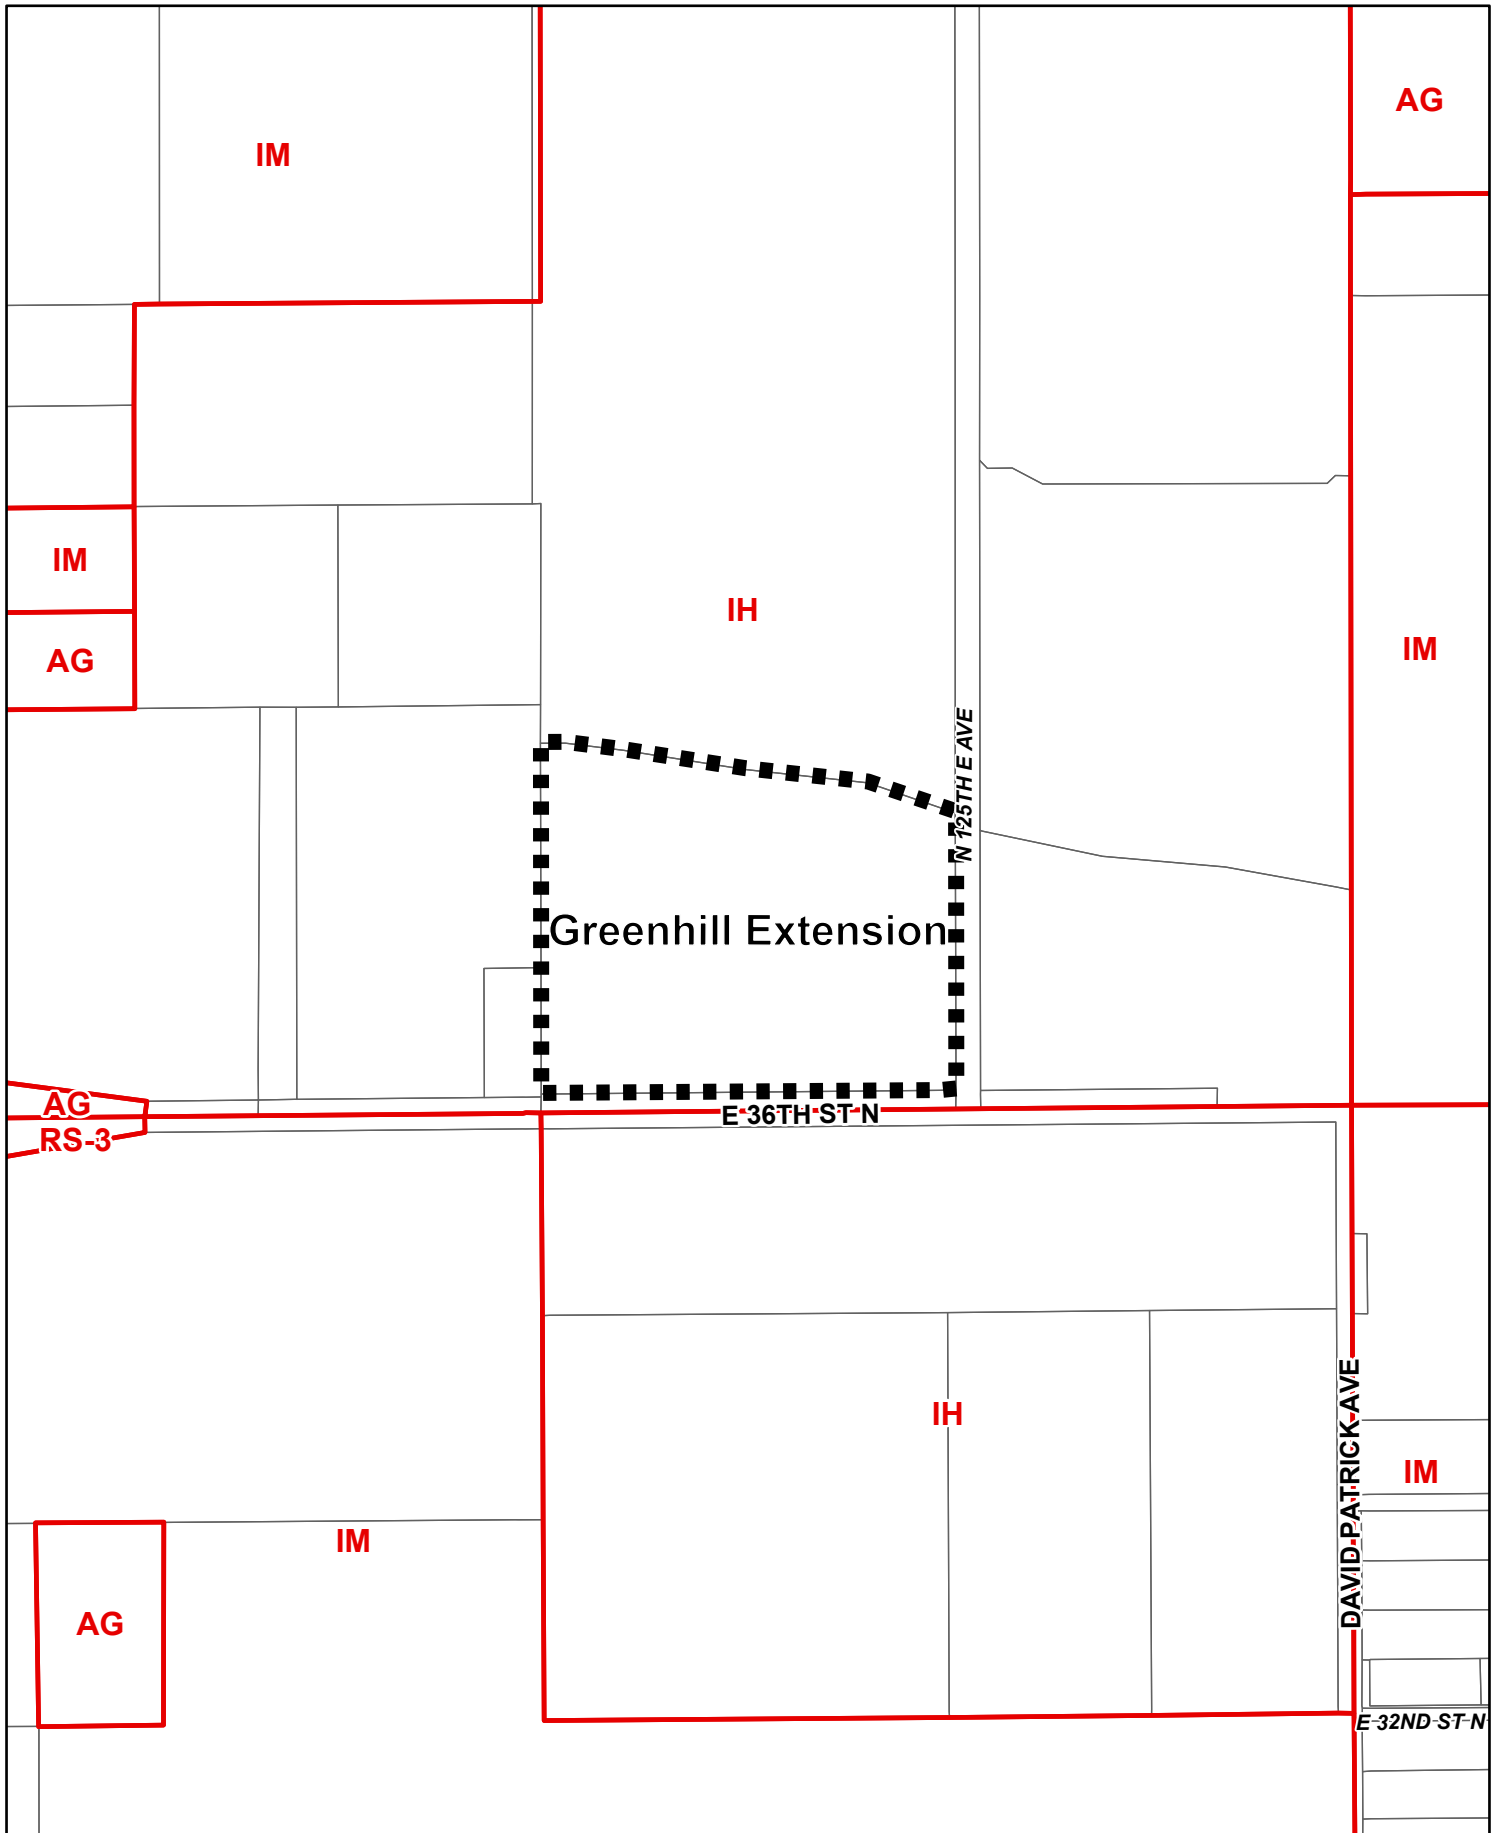 AG
IM
IM
IH
IM
AG
N 125TH E AVE
Greenhill Extension
AG
E 36TH ST N
RS-3
IH
DAVID PATRICK AVE
IM
IM
AG
E 32ND ST N